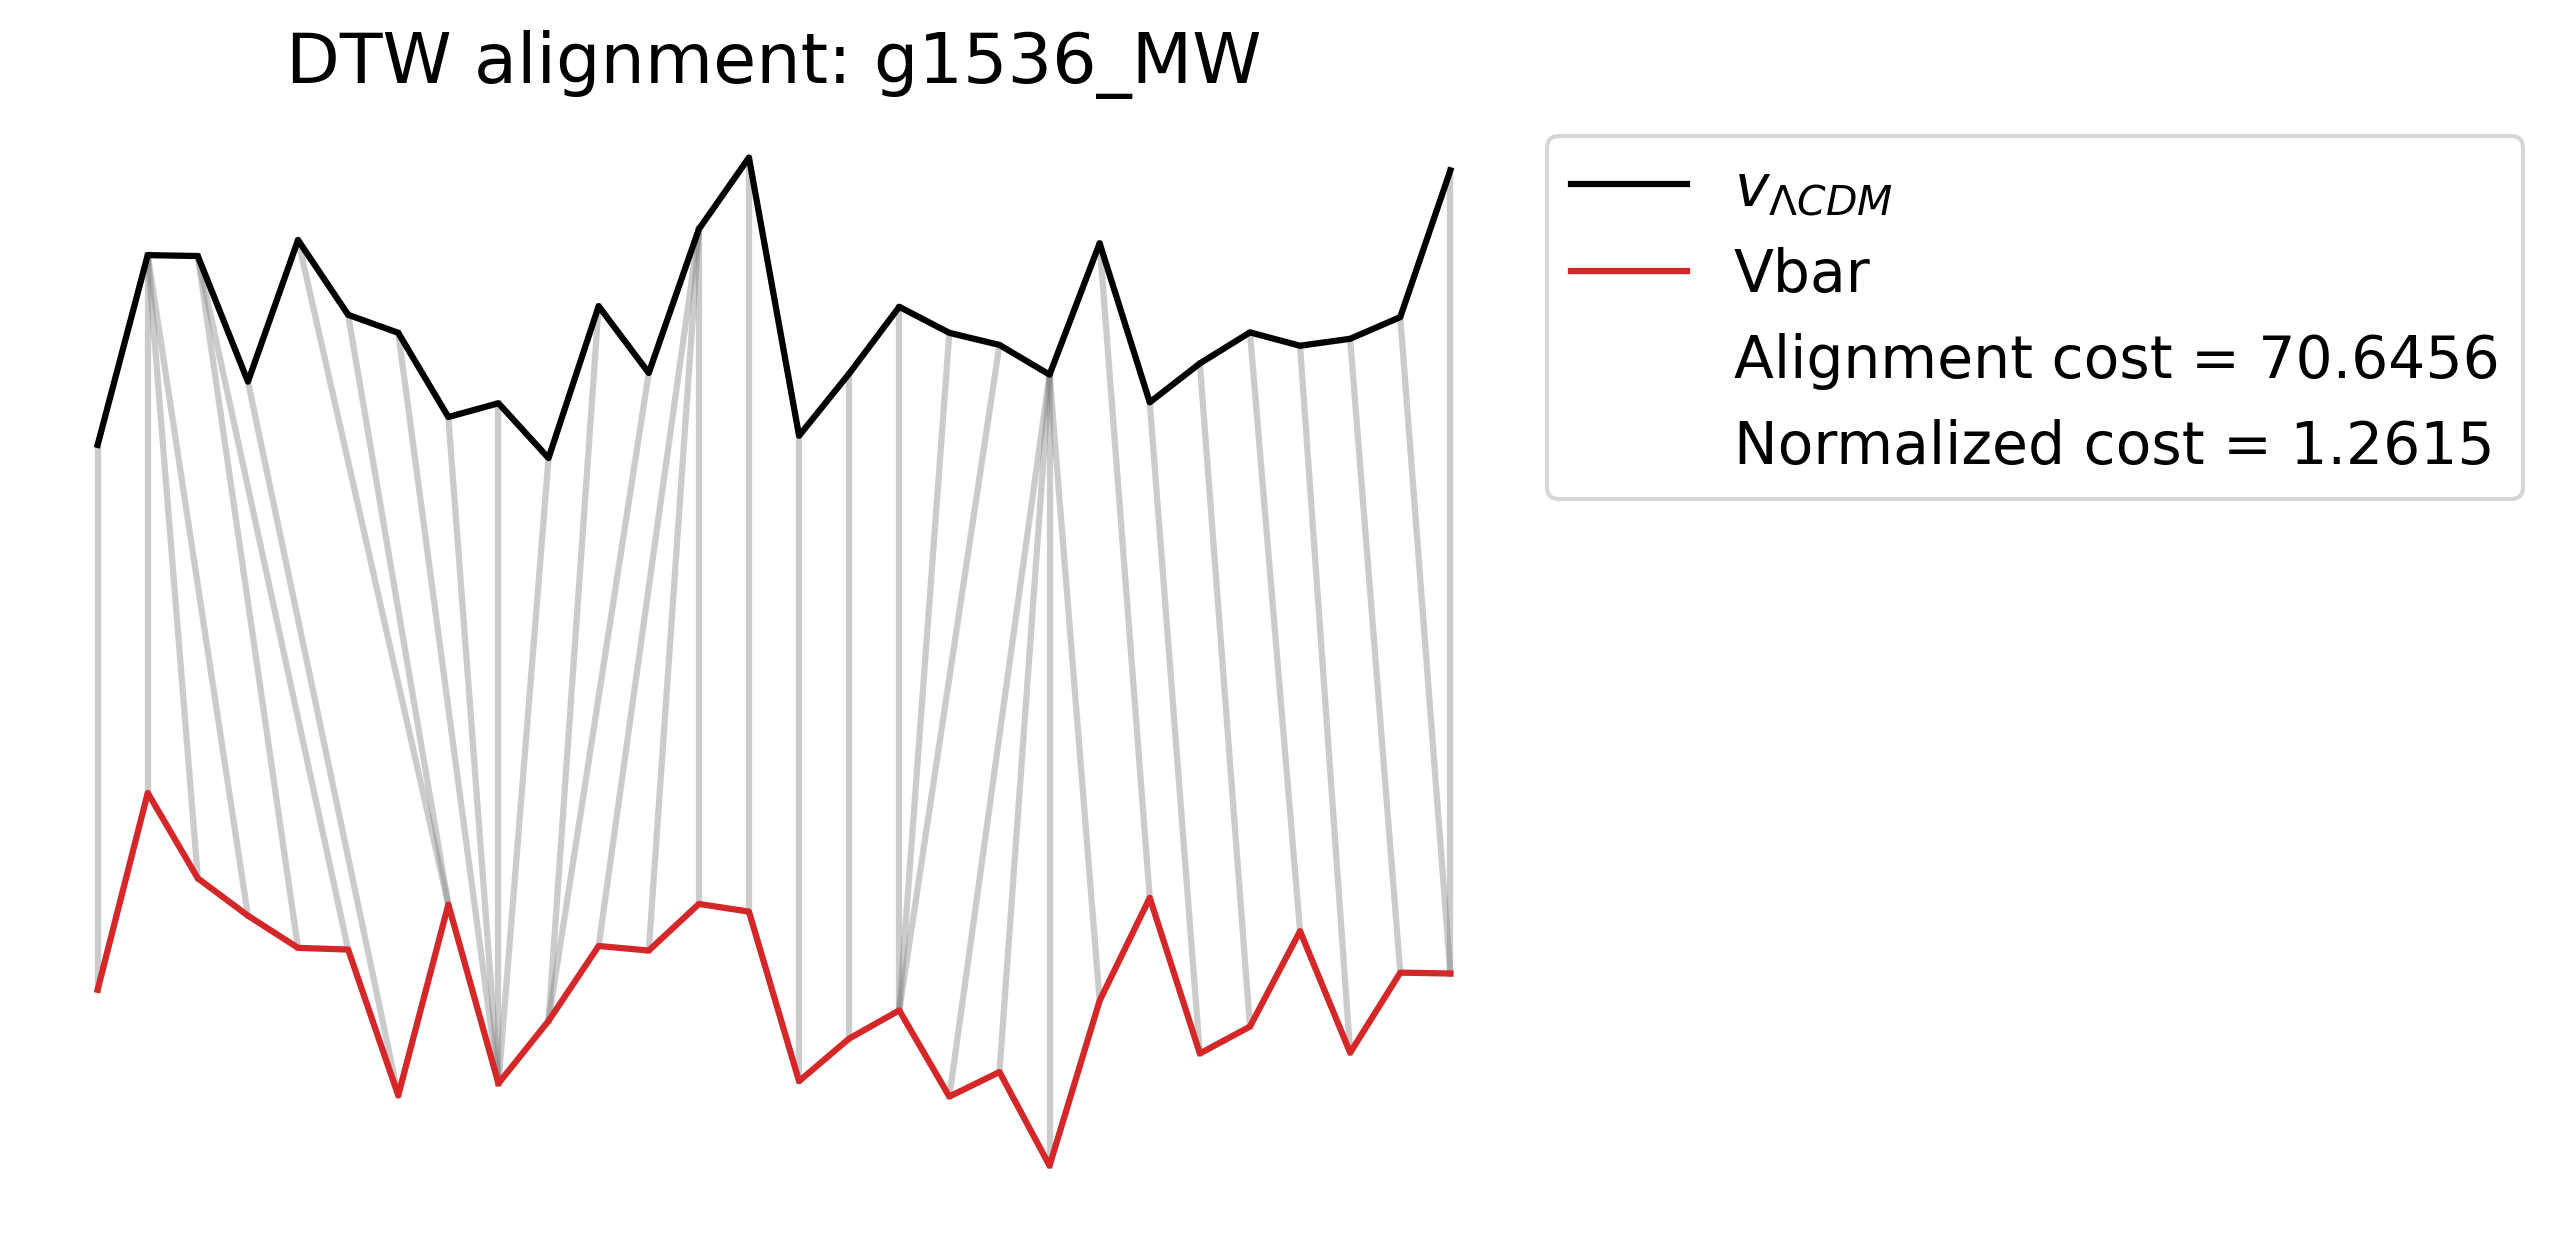 DTW alignment: g1536_MW
v_ΛCDM
Vbar
Alignment cost = 70.6456
Normalized cost = 1.2615